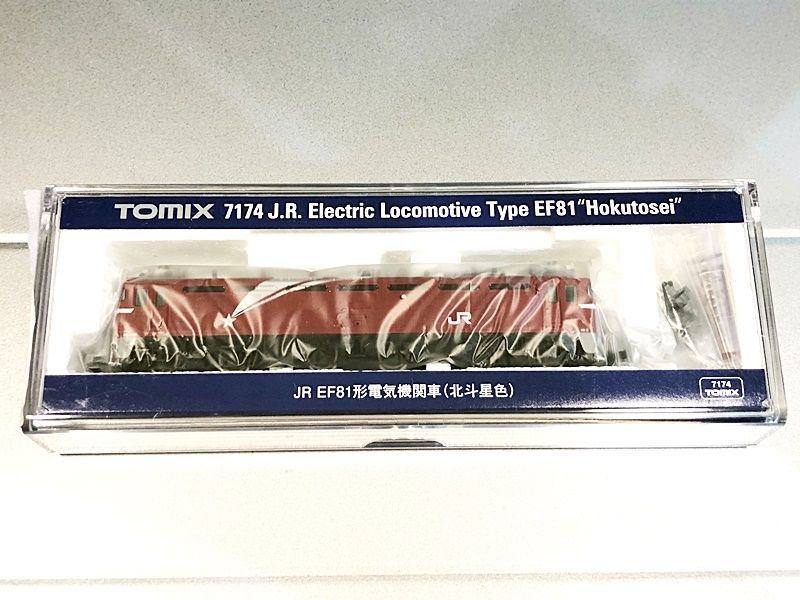 TOMIX 7174 J.R. Electric Locomotive Type EF81 "Hokutosei"
JR
JR EF81形電気機関車(北斗星色)
7174
TOMIX